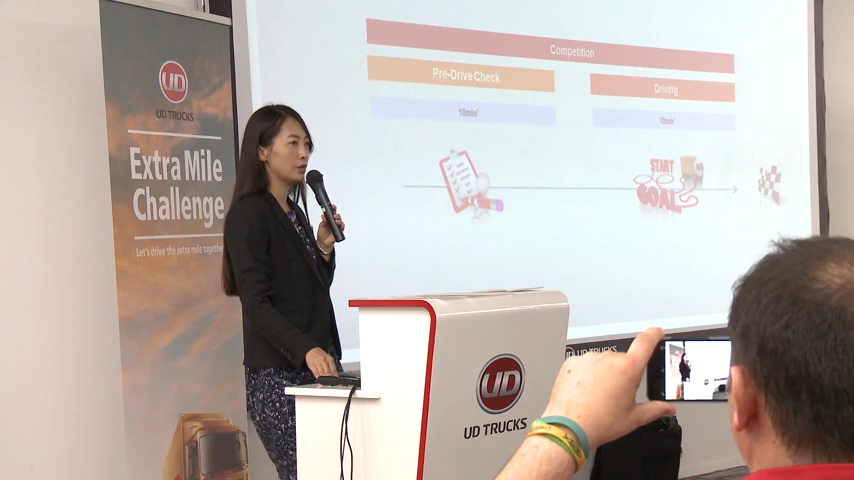 UD
UD TRUCKS
Extra Mile
Challenge
Let's drive the extra mile together
Competition
Pre-Drive Check
Driving
10min
10min
START
GOAL
UD TRUCKS
UD
UD TRUCKS